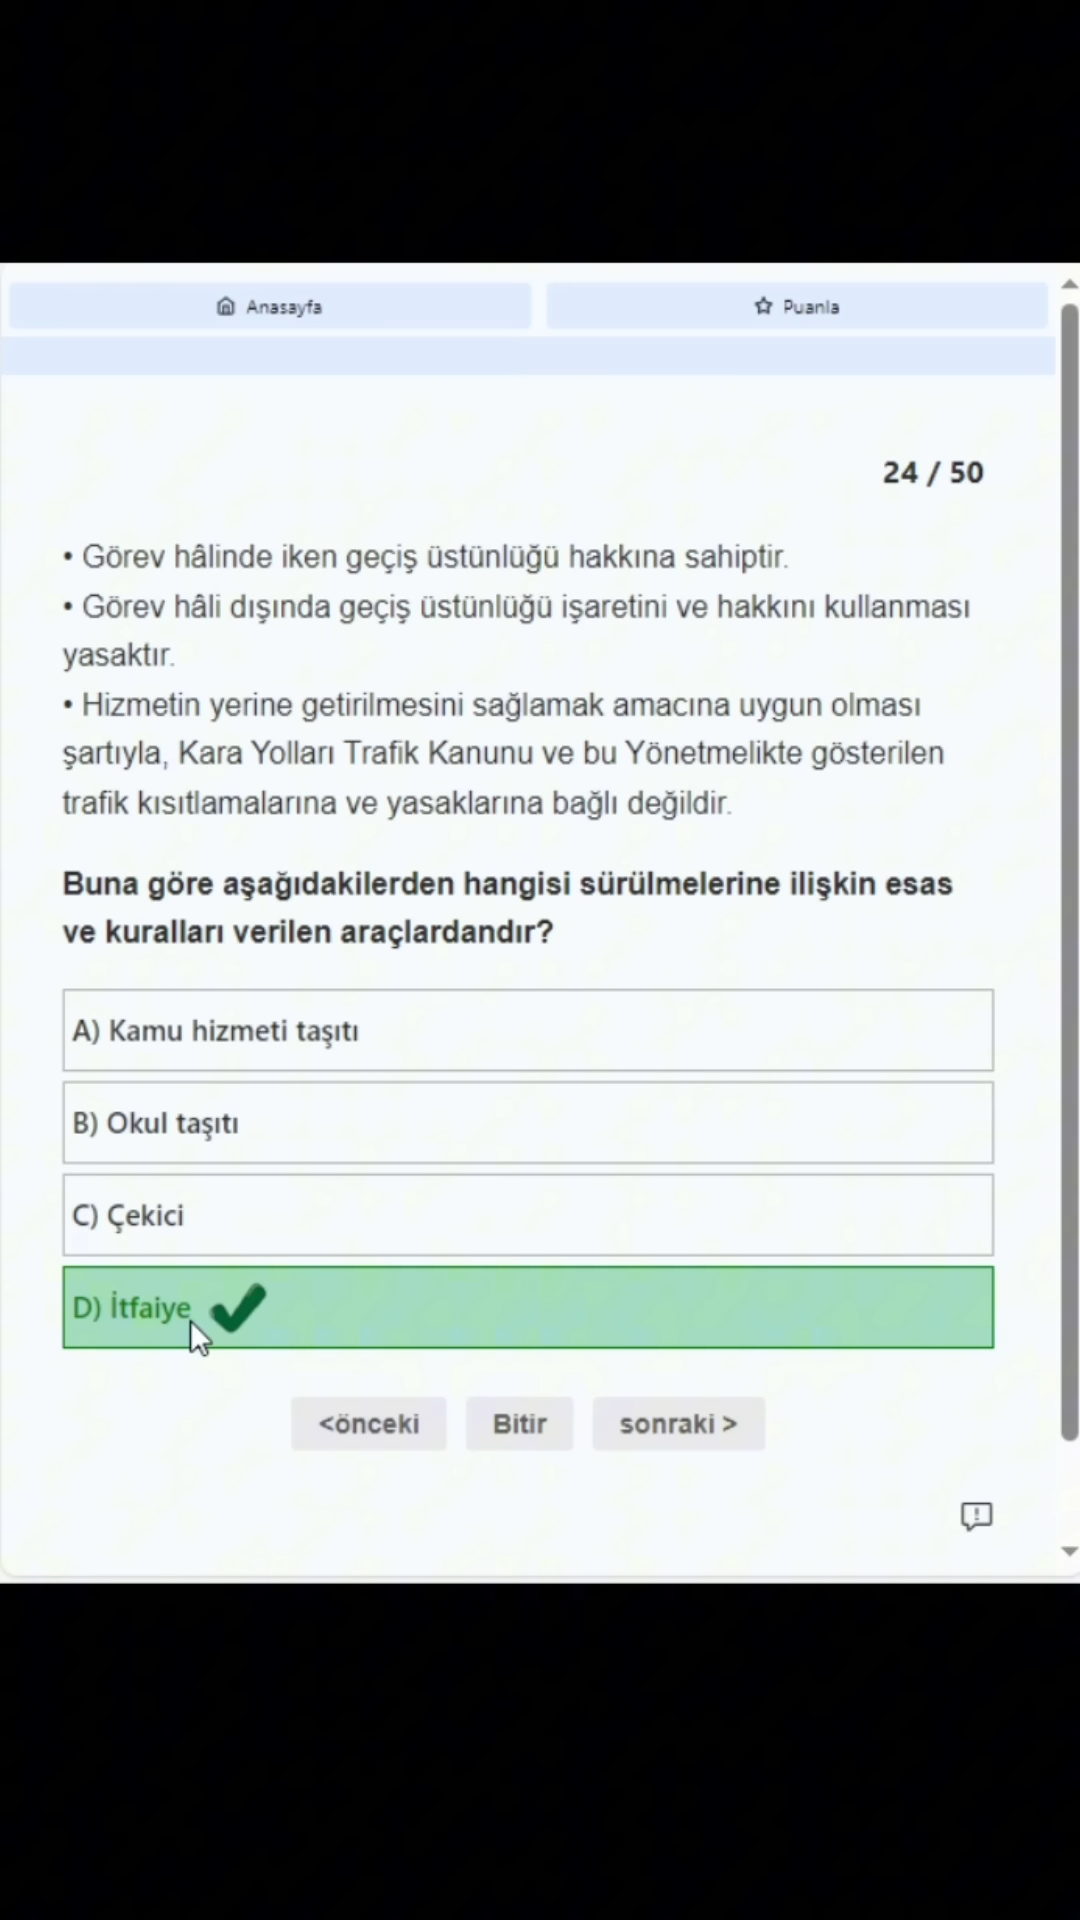 Anasayfa
Puanla
24 / 50
• Görev hâlinde iken geçiş üstünlüğü hakkına sahiptir.
• Görev hâli dışında geçiş üstünlüğü işaretini ve hakkını kullanması
yasaktır.
• Hizmetin yerine getirilmesini sağlamak amacına uygun olması
şartıyla, Kara Yolları Trafik Kanunu ve bu Yönetmelikte gösterilen
trafik kısıtlamalarına ve yasaklarına bağlı değildir.
Buna göre aşağıdakilerden hangisi sürülmelerine ilişkin esas
ve kuralları verilen araçlardandır?
A) Kamu hizmeti taşıtı
B) Okul taşıtı
C) Çekici
D) İtfaiye
<önceki
Bitir
sonraki >